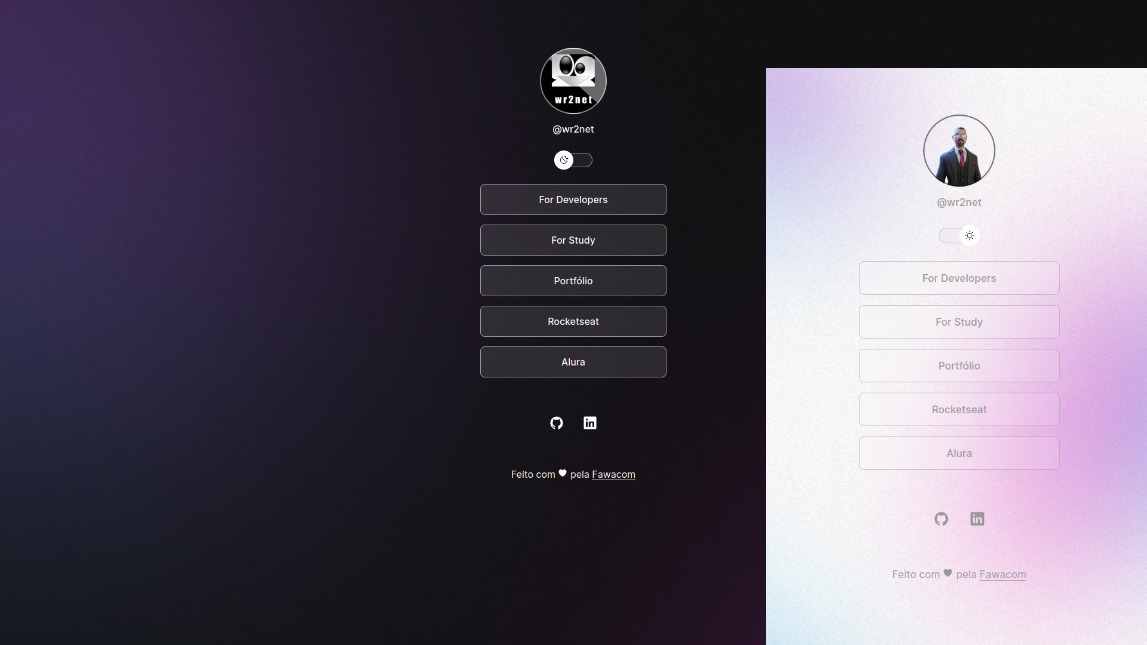 wr2net
@wr2net
For Developers
For Study
Portfólio
Rocketseat
Alura
Feito com pela Fawacom
@wr2net
For Developers
For Study
Portfólio
Rocketseat
Alura
Feito com pela Fawacom